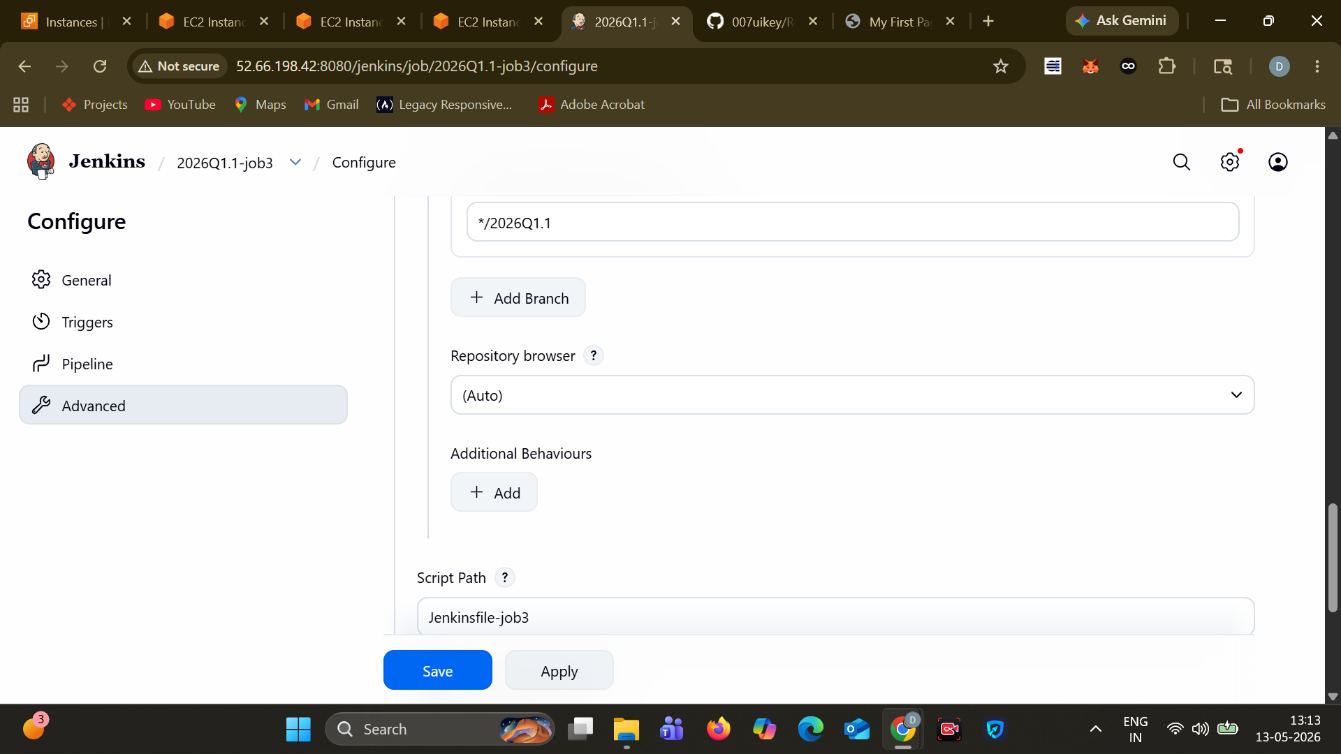 Instances |
EC2 Instanc
EC2 Instanc
EC2 Instanc
2026Q1.1-jo
007uikey/R
My First Pa
Ask Gemini
Not secure
52.66.198.42:8080/jenkins/job/2026Q1.1-job3/configure
D
Projects
YouTube
Maps
Gmail
Legacy Responsive...
Adobe Acrobat
All Bookmarks
Jenkins / 2026Q1.1-job3 / Configure
Configure
General
Triggers
Pipeline
Advanced
*/2026Q1.1
+ Add Branch
Repository browser ?
(Auto)
Additional Behaviours
+ Add
Script Path ?
Jenkinsfile-job3
Save
Apply
3
Search
D
ENG
IN
13:13
13-05-2026